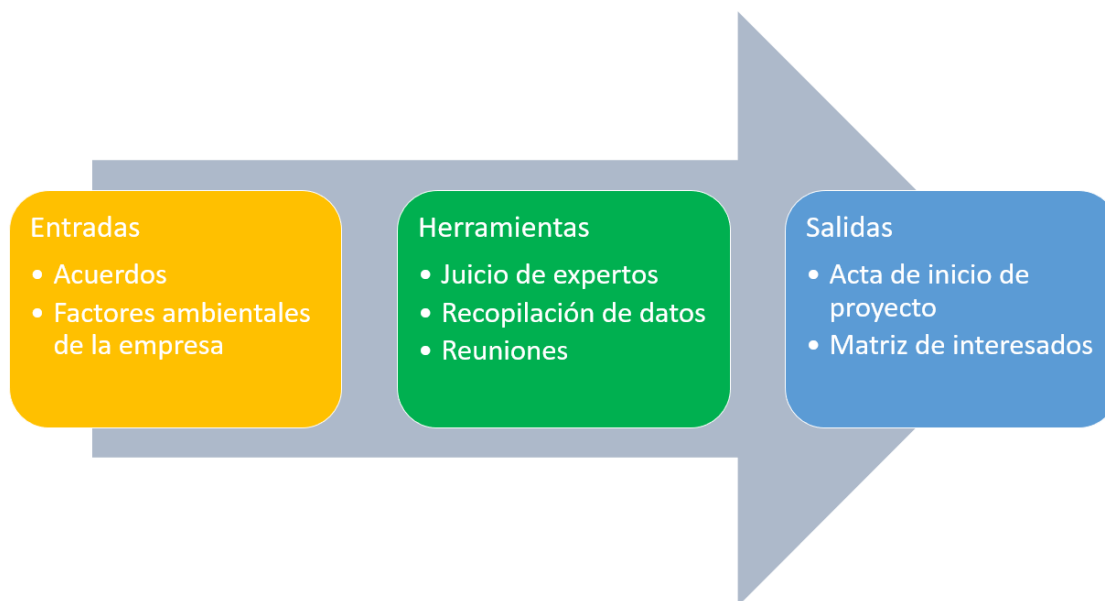 Entradas
• Acuerdos
• Factores ambientales
de la empresa
Herramientas
• Juicio de expertos
• Recopilación de datos
• Reuniones
Salidas
• Acta de inicio de
proyecto
• Matriz de interesados